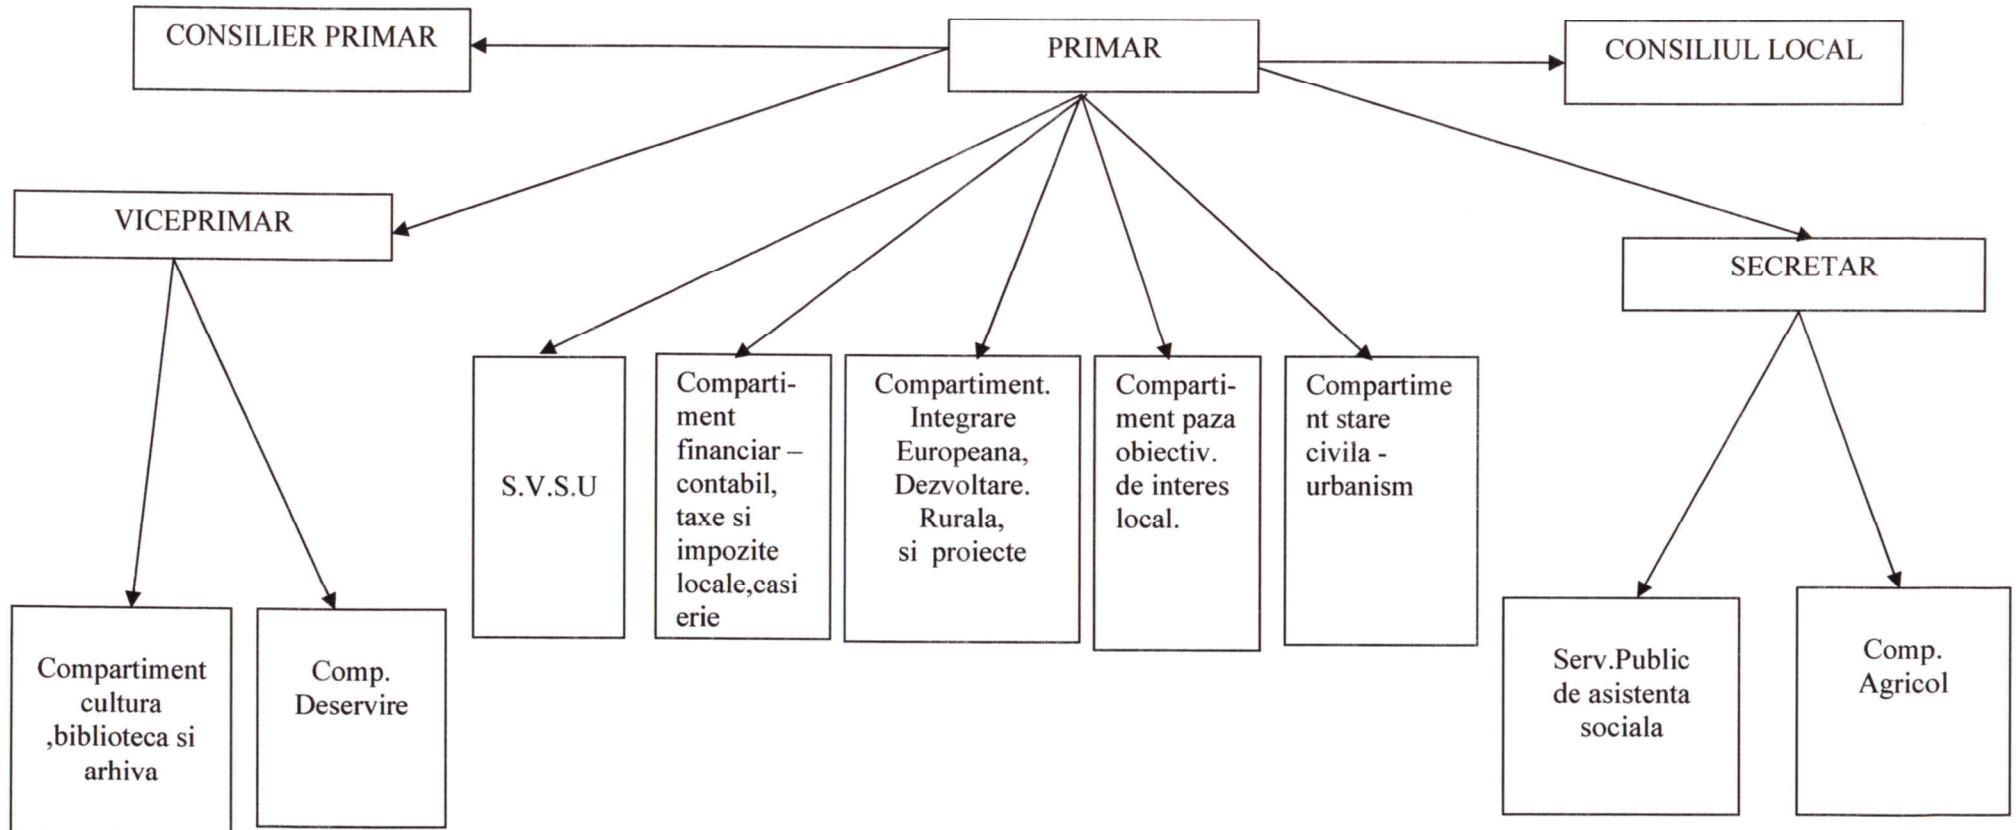 CONSILIER PRIMAR
PRIMAR
CONSILIUL LOCAL
VICEPRIMAR
SECRETAR
S.V.S.U
Comparti-
ment
financiar –
contabil,
taxe si
impozite
locale,casi
erie
Compartiment.
Integrare
Europeana,
Dezvoltare.
Rurala,
si proiecte
Comparti-
ment paza
obiectiv.
de interes
local.
Compartime
nt stare
civila -
urbanism
Compartiment
cultura
,biblioteca si
arhiva
Comp.
Deservire
Serv.Public
de asistenta
sociala
Comp.
Agricol